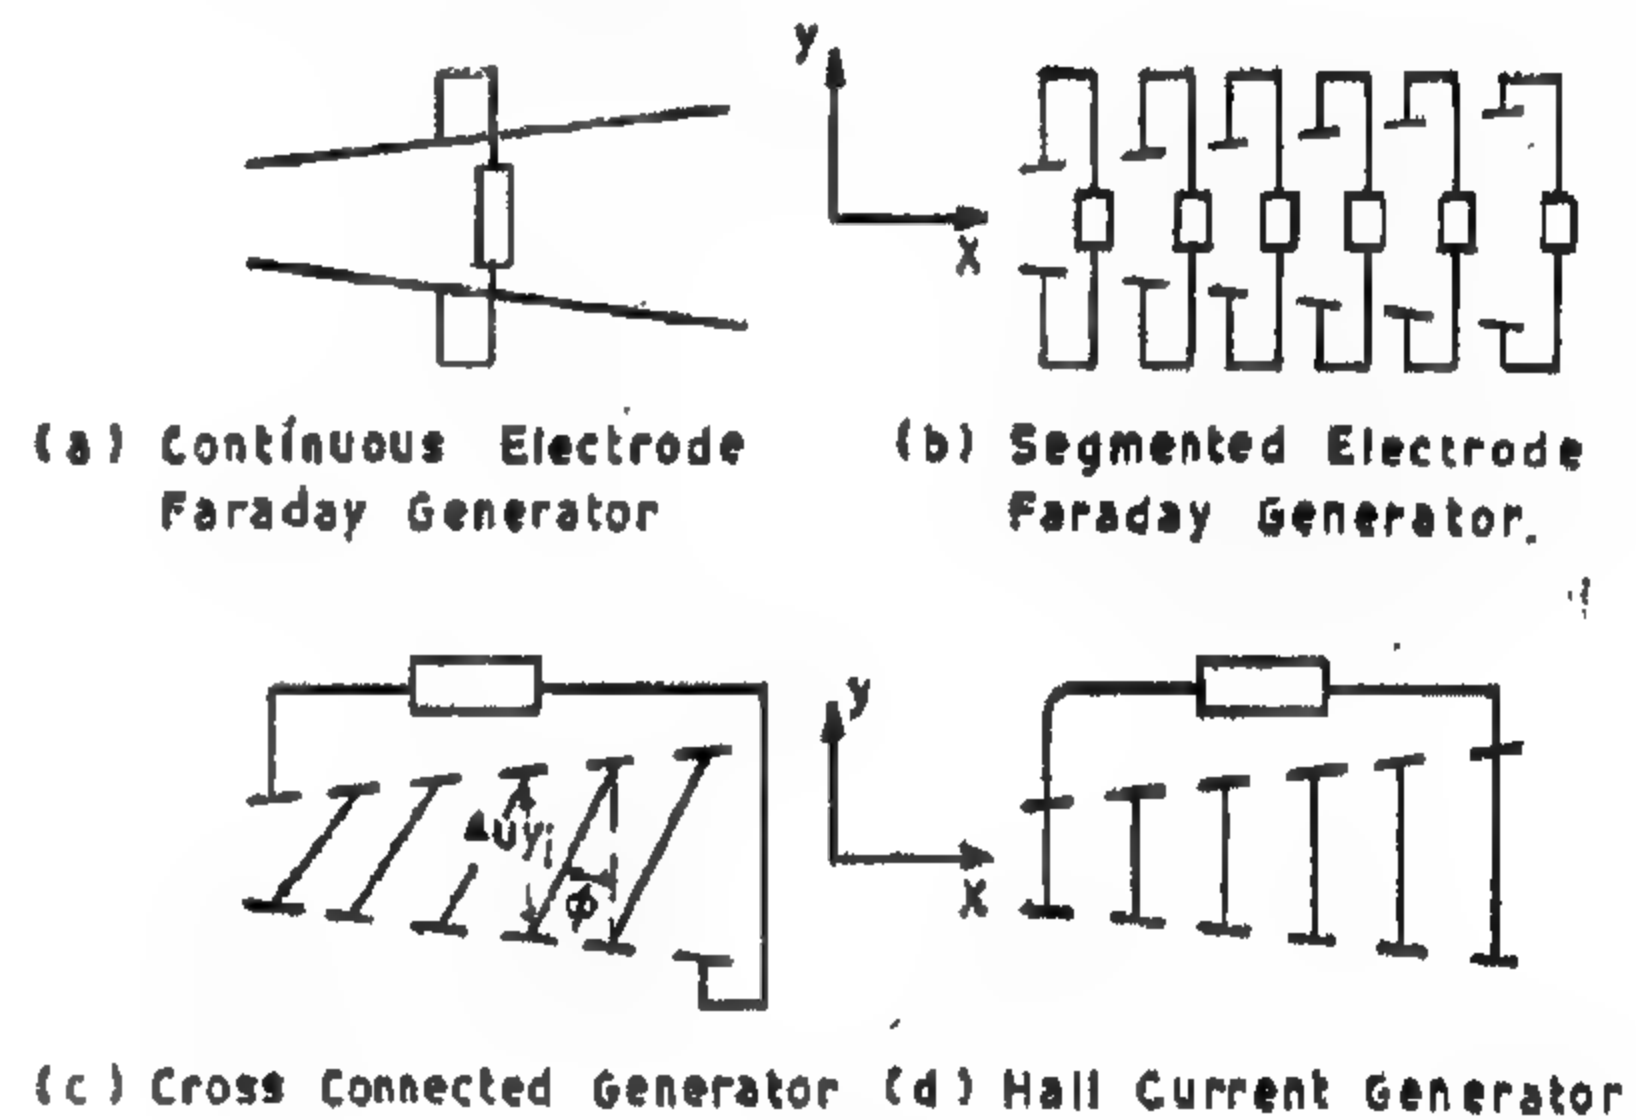 y
X
(a) Continuous Electrode
Faraday Generator
(b) Segmented Electrode
Faraday Generator.
Δuyi
ϕ
y
X
(c) Cross Connected Generator
(d) Hall Current Generator